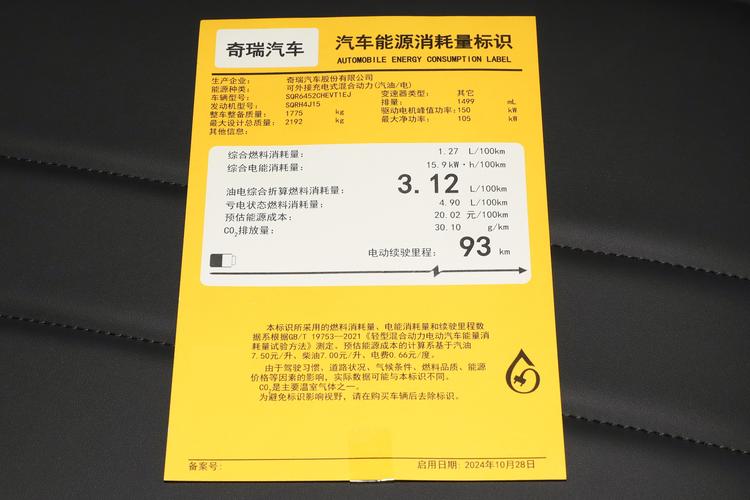 奇瑞汽车
汽车能源消耗量标识
AUTOMOBILE ENERGY CONSUMPTION LABEL
生产企业: 奇瑞汽车股份有限公司
能源种类: 可外接充电式混合动力(汽油/电)
车辆型号: SQR6452CHEVT1EJ 变速器类型: 其它
发动机型号: SQRH4J15 排量: 1499 mL
整车整备质量: 1775 kg 驱动电机峰值功率: 150 kW
最大设计总质量: 2192 kg 最大净功率: 105 kW
其他信息:
综合燃料消耗量: 1.27 L/100km
综合电能消耗量: 15.9 kW·h/100km
油电综合折算燃料消耗量: 3.12 L/100km
亏电状态燃料消耗量: 4.90 L/100km
预估能源成本: 20.02 元/100km
CO₂排放量: 30.10 g/km
电动续驶里程: 93 km
本标识所采用的燃料消耗量、电能消耗量和续驶里程数
据系根据GB/T 19753—2021《轻型混合动力电动汽车能量消
耗量试验方法》测定，预估能源成本的计算系基于汽油
7.50元/升、柴油7.00元/升、电费0.66元/度。
由于驾驶习惯、道路状况、气候条件、燃料品质、能源
价格等因素的影响，实际数据可能与本标识不同。
CO₂是主要温室气体之一。
为避免标识影响视野，请在购买车辆后去除标识。
备案号: 启用日期: 2024年10月28日